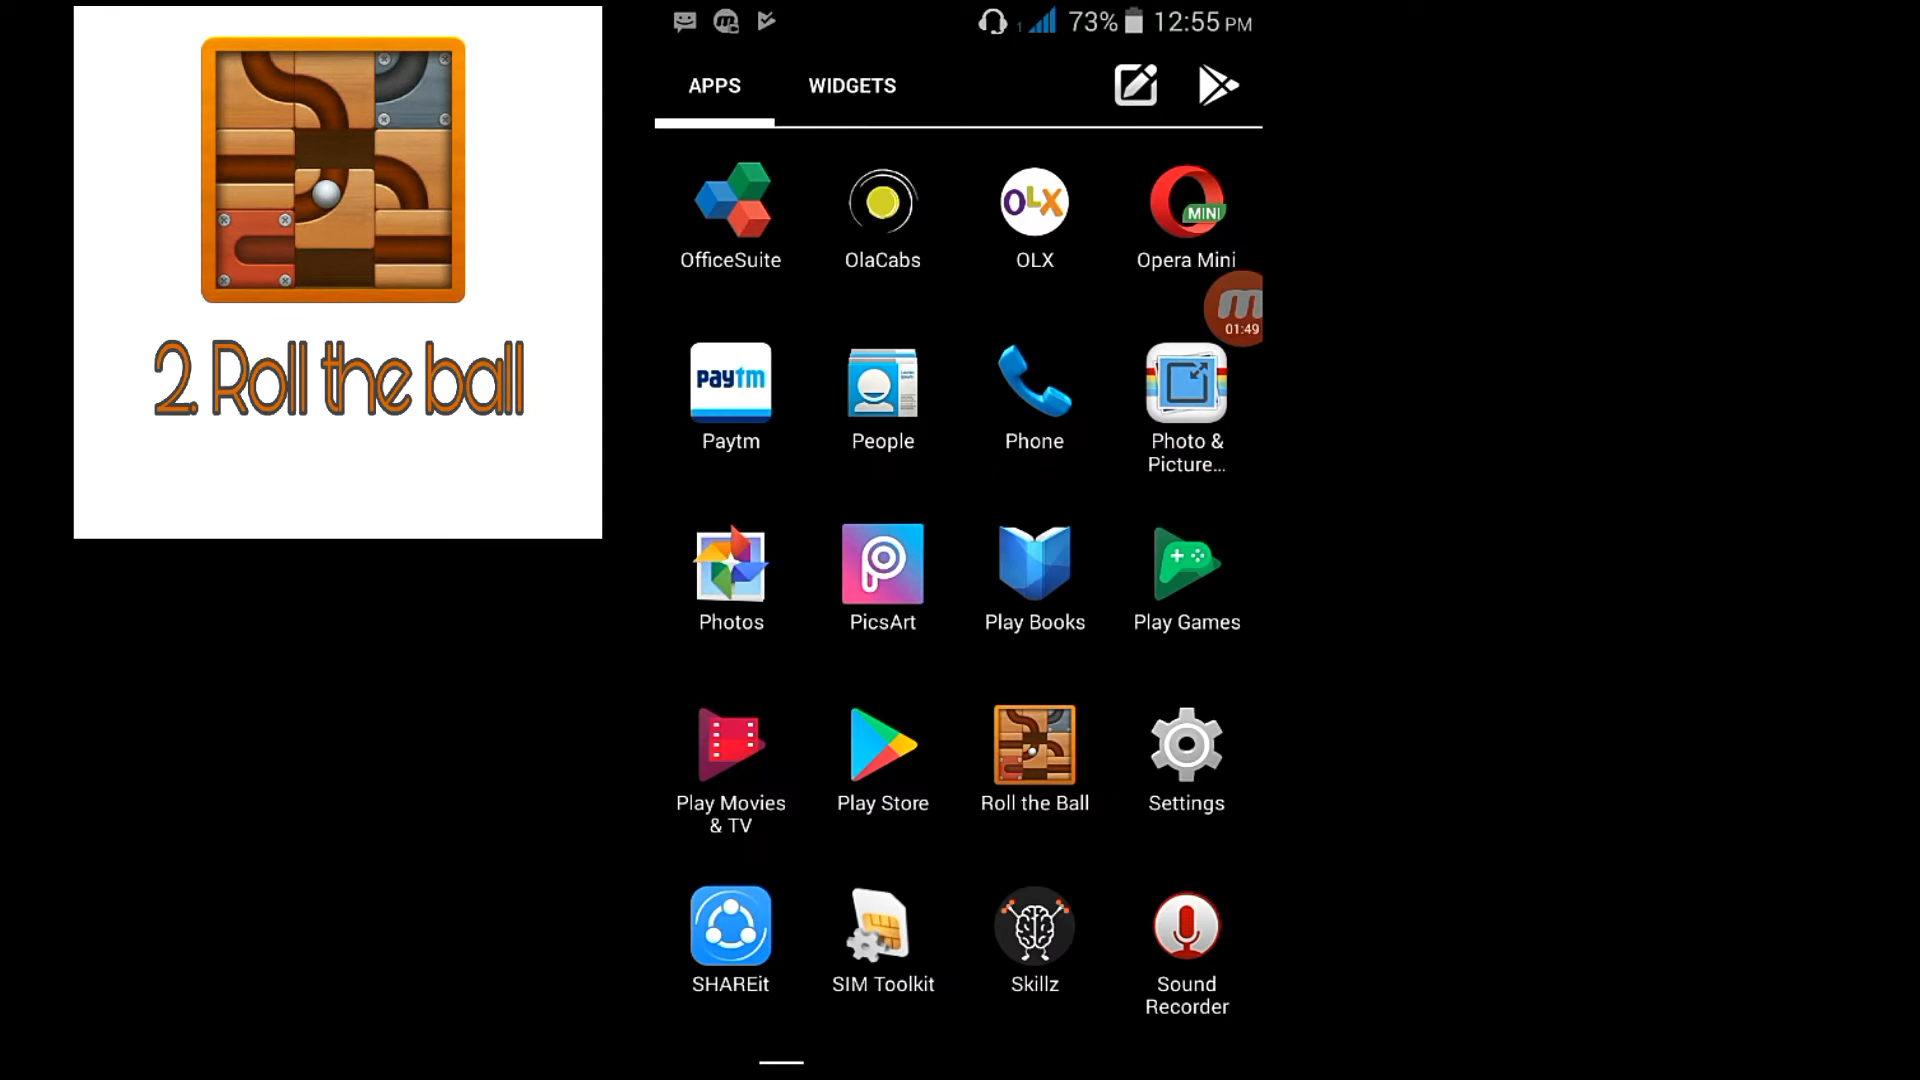 2. Roll the ball
1 73% 12:55 PM
APPS WIDGETS
OLX
MINI
OfficeSuite OlaCabs OLX Opera Mini
m
01:49
paytm
Paytm People Phone Photo &
Picture...
Photos PicsArt Play Books Play Games
Play Movies
& TV
Play Store Roll the Ball Settings
SHAREit SIM Toolkit Skillz Sound
Recorder